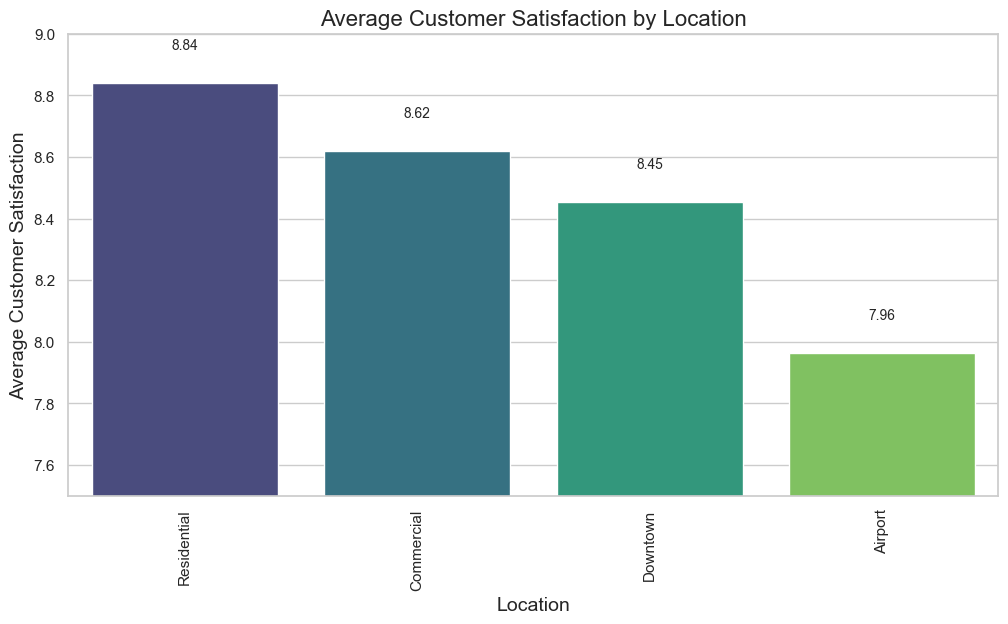 Average Customer Satisfaction by Location
Average Customer Satisfaction
9.0
8.8
8.6
8.4
8.2
8.0
7.8
7.6
8.84
8.62
8.45
7.96
Residential
Commercial
Downtown
Airport
Location